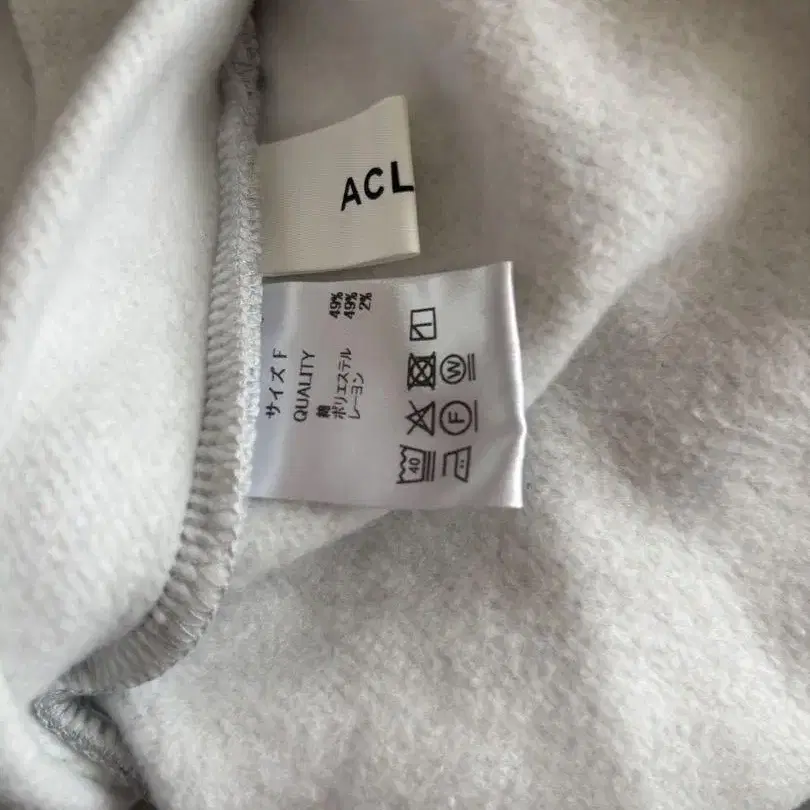 ACL
サイズ F
QUALITY
綿 49%
ポリエステル 49%
レーヨン 2%
40
F
W